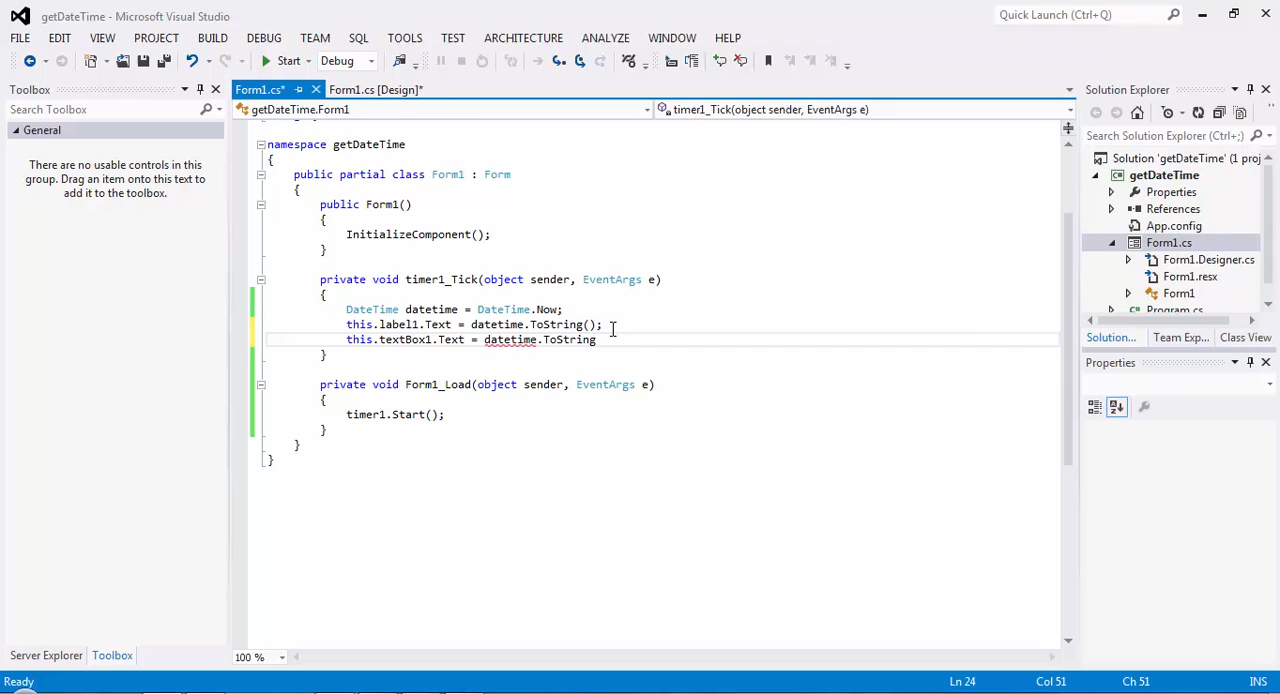 getDateTime - Microsoft Visual Studio
Quick Launch (Ctrl+Q)
FILE EDIT VIEW PROJECT BUILD DEBUG TEAM SQL TOOLS TEST ARCHITECTURE ANALYZE WINDOW HELP
Start Debug
Toolbox
Form1.cs* Form1.cs [Design]*
Solution Explorer
Search Toolbox
getDateTime.Form1
timer1_Tick(object sender, EventArgs e)
General
There are no usable controls in this
group. Drag an item onto this text to
add it to the toolbox.
namespace getDateTime
{
public partial class Form1 : Form
{
public Form1()
{
InitializeComponent();
}
private void timer1_Tick(object sender, EventArgs e)
{
DateTime datetime = DateTime.Now;
this.label1.Text = datetime.ToString();
this.textBox1.Text = datetime.ToString
}
private void Form1_Load(object sender, EventArgs e)
{
timer1.Start();
}
}
}
Search Solution Explorer (Ctrl+;)
Solution 'getDateTime' (1 proj
getDateTime
Properties
References
App.config
Form1.cs
Form1.Designer.cs
Form1.resx
Form1
Program.cs
Solution... Team Exp... Class View
Properties
Server Explorer Toolbox
100 %
Ready
Ln 24 Col 51 Ch 51 INS